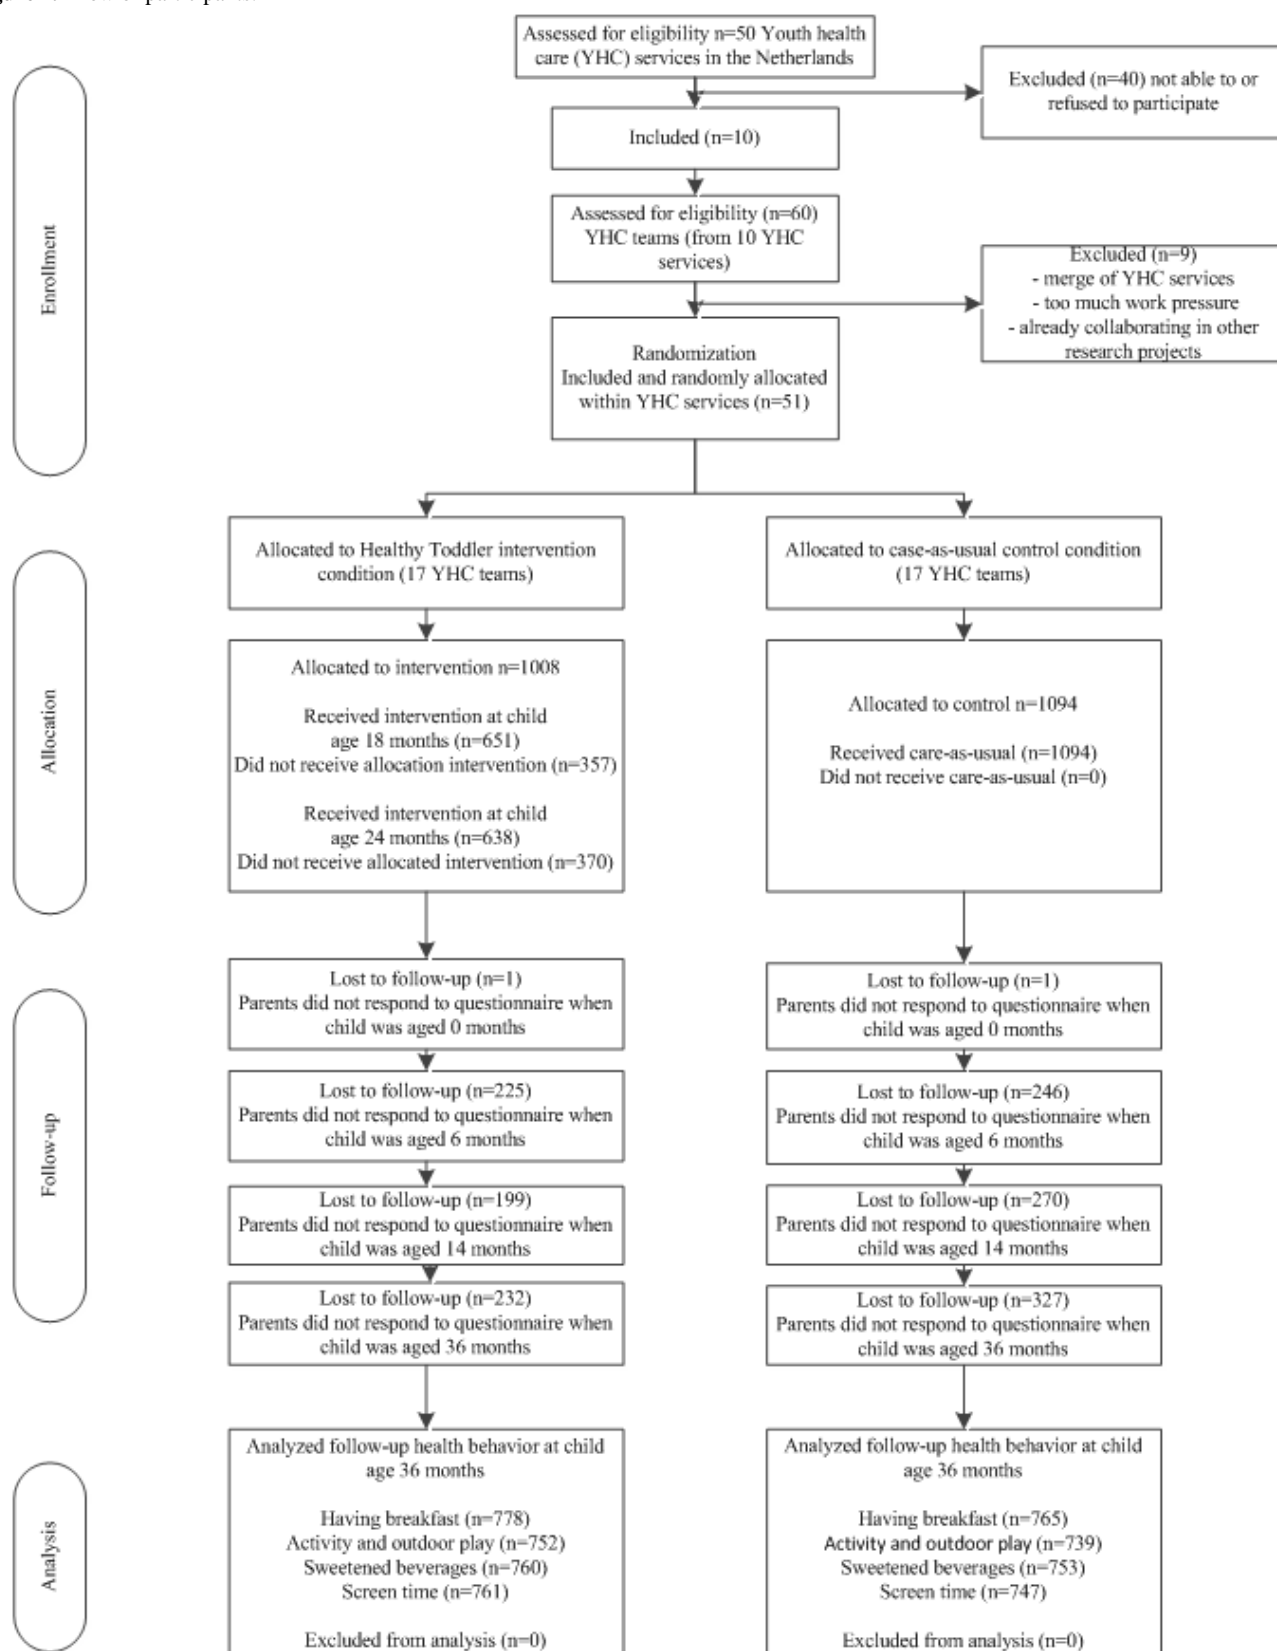 Assessed for eligibility n=50 Youth health
care (YHC) services in the Netherlands
Excluded (n=40) not able to or
refused to participate
Included (n=10)
Assessed for eligibility (n=60)
YHC teams (from 10 YHC
services)
Excluded (n=9)
- merge of YHC services
- too much work pressure
- already collaborating in other
research projects
Randomization
Included and randomly allocated
within YHC services (n=51)
Enrollment
Allocated to Healthy Toddler intervention
condition (17 YHC teams)
Allocated to case-as-usual control condition
(17 YHC teams)
Allocation
Allocated to intervention n=1008
Received intervention at child
age 18 months (n=651)
Did not receive allocation intervention (n=357)
Received intervention at child
age 24 months (n=638)
Did not receive allocated intervention (n=370)
Allocated to control n=1094
Received care-as-usual (n=1094)
Did not receive care-as-usual (n=0)
Follow-up
Lost to follow-up (n=1)
Parents did not respond to questionnaire when
child was aged 0 months
Lost to follow-up (n=1)
Parents did not respond to questionnaire when
child was aged 0 months
Lost to follow-up (n=225)
Parents did not respond to questionnaire when
child was aged 6 months
Lost to follow-up (n=246)
Parents did not respond to questionnaire when
child was aged 6 months
Lost to follow-up (n=199)
Parents did not respond to questionnaire when
child was aged 14 months
Lost to follow-up (n=270)
Parents did not respond to questionnaire when
child was aged 14 months
Lost to follow-up (n=232)
Parents did not respond to questionnaire when
child was aged 36 months
Lost to follow-up (n=327)
Parents did not respond to questionnaire when
child was aged 36 months
Analysis
Analyzed follow-up health behavior at child
age 36 months
Having breakfast (n=778)
Activity and outdoor play (n=752)
Sweetened beverages (n=760)
Screen time (n=761)
Excluded from analysis (n=0)
Analyzed follow-up health behavior at child
age 36 months
Having breakfast (n=765)
Activity and outdoor play (n=739)
Sweetened beverages (n=753)
Screen time (n=747)
Excluded from analysis (n=0)